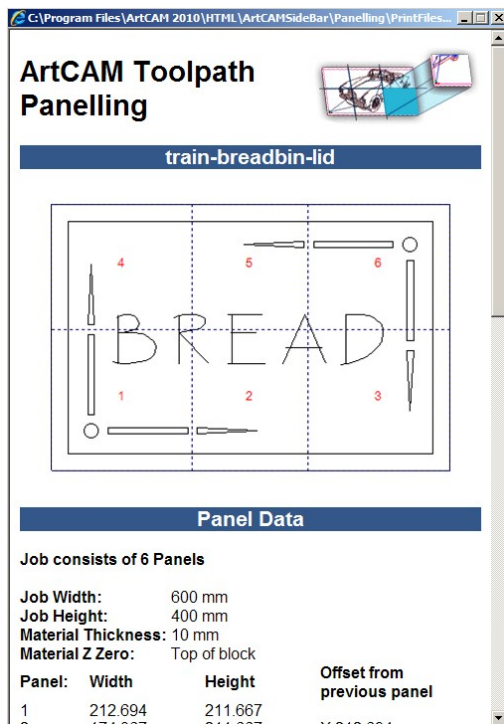 C:\Program Files\ArtCAM 2010\HTML\ArtCAMSideBar\Panelling\PrintFiles...
ArtCAM Toolpath
Panelling
train-breadbin-lid
4 5 6
BREAD
1 2 3
Panel Data
Job consists of 6 Panels
Job Width: 600 mm
Job Height: 400 mm
Material Thickness: 10 mm
Material Z Zero: Top of block
Panel: Width Height Offset from previous panel
1 212.694 211.667